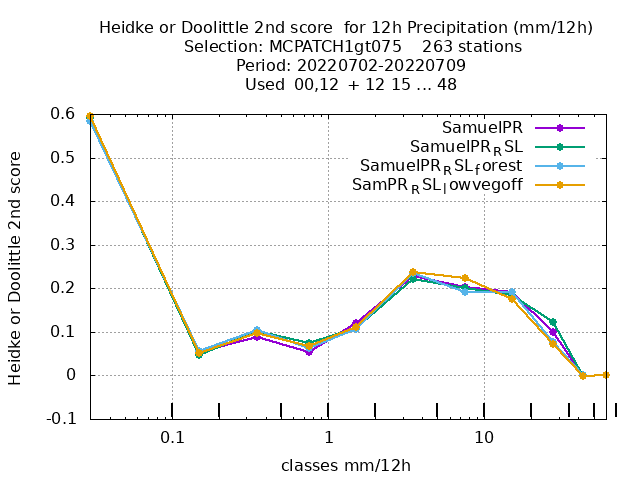 Heidke or Doolittle 2nd score  for 12h Precipitation (mm/12h)
Selection: MCPATCH1gt075    263 stations
Period: 20220702-20220709
Used  00,12  + 12 15 ... 48
SamuelPR
SamuelPR_RSL
SamuelPR_RSL_forest
SamPR_RSL_lowvegoff
Heidke or Doolittle 2nd score
0.6
0.5
0.4
0.3
0.2
0.1
0
-0.1
0.1 1 10
classes mm/12h